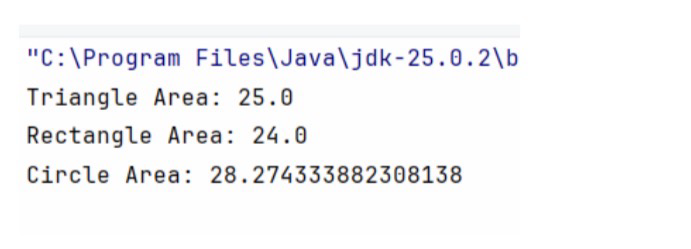 "C:\Program Files\Java\jdk-25.0.2\b
Triangle Area: 25.0
Rectangle Area: 24.0
Circle Area: 28.274333882308138